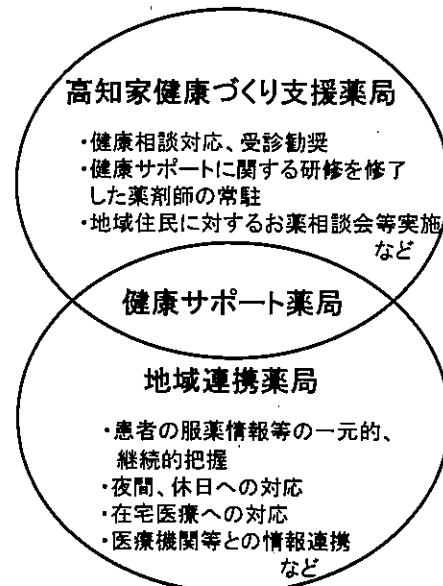 高知家健康づくり支援薬局
・健康相談対応、受診勧奨
・健康サポートに関する研修を修了
した薬剤師の常駐
・地域住民に対するお薬相談会等実施
など
健康サポート薬局
地域連携薬局
・患者の服薬情報等の一元的、
継続的把握
・夜間、休日への対応
・在宅医療への対応
・医療機関等との情報連携
など